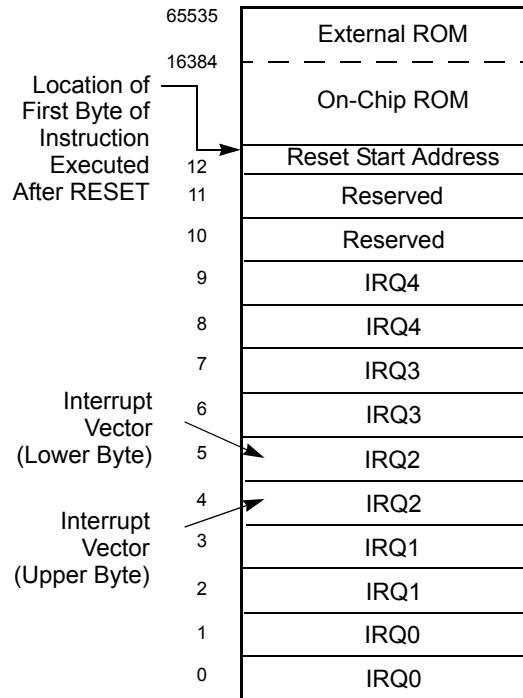 65535
External ROM
16384
Location of
First Byte of
Instruction
Executed
After RESET
On-Chip ROM
12
Reset Start Address
11
Reserved
10
Reserved
9
IRQ4
8
IRQ4
7
IRQ3
Interrupt
Vector
(Lower Byte)
6
IRQ3
5
IRQ2
4
IRQ2
Interrupt
Vector
(Upper Byte)
3
IRQ1
2
IRQ1
1
IRQ0
0
IRQ0